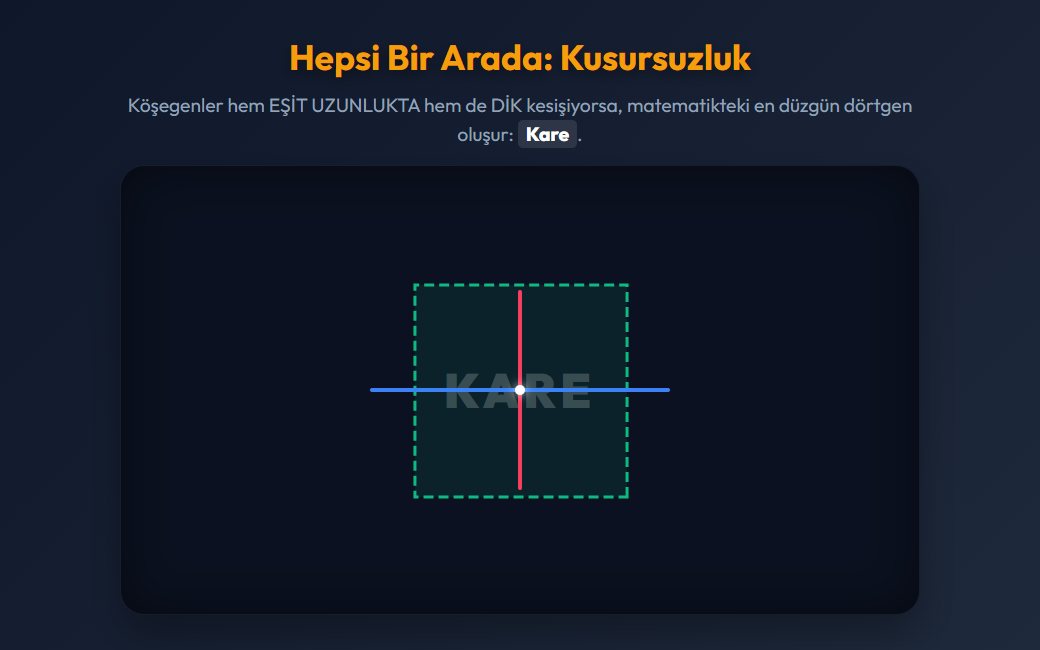 Hepsi Bir Arada: Kusursuzluk
Köşegenler hem EŞİT UZUNLUKTA hem de DİK kesişiyorsa, matematikteki en düzgün dörtgen
oluşur: Kare.
KARE